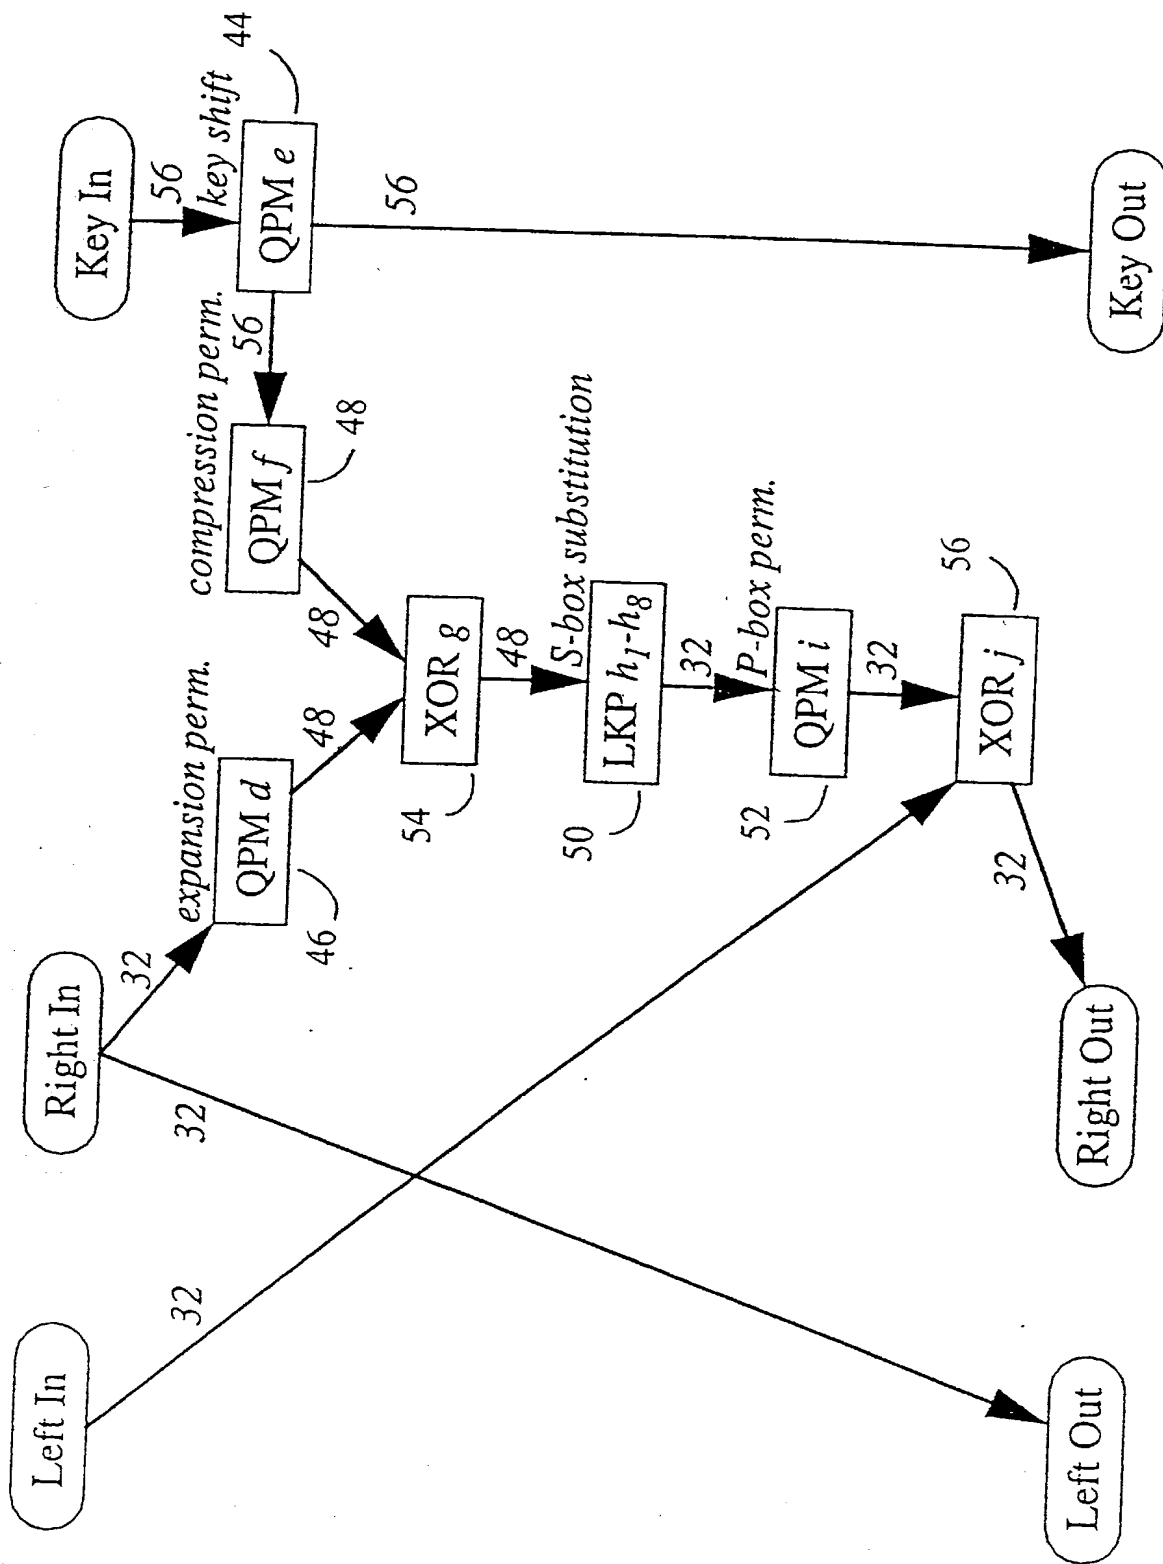 Left In
Right In
Key In
32
32
32
56
key shift
44
expansion perm.
compression perm.
QPM d
QPM f
QPM e
56
56
46
48
48
48
XOR g
54
48
S-box substitution
LKP h₁-h₈
50
32
P-box perm.
QPM i
52
32
XOR j
56
32
Left Out
Right Out
Key Out